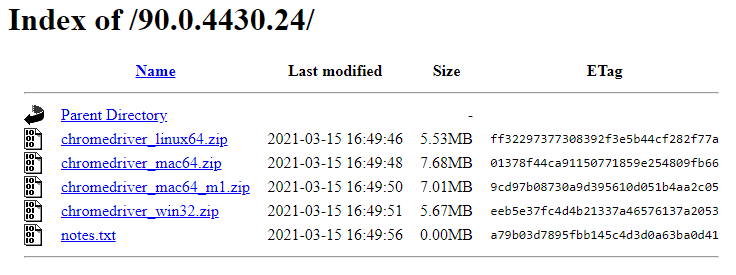 Index of /90.0.4430.24/
Name Last modified Size ETag
Parent Directory -
chromedriver_linux64.zip 2021-03-15 16:49:46 5.53MB ff32297377308392f3e5b44cf282f77a
chromedriver_mac64.zip 2021-03-15 16:49:48 7.68MB 01378f44ca91150771859e254809fb66
chromedriver_mac64_m1.zip 2021-03-15 16:49:50 7.01MB 9cd97b08730a9d395610d051b4aa2c05
chromedriver_win32.zip 2021-03-15 16:49:51 5.67MB eeb5e37fc4d4b21337a46576137a2053
notes.txt 2021-03-15 16:49:56 0.00MB a79b03d7895fbb145c4d3d0a63ba0d41